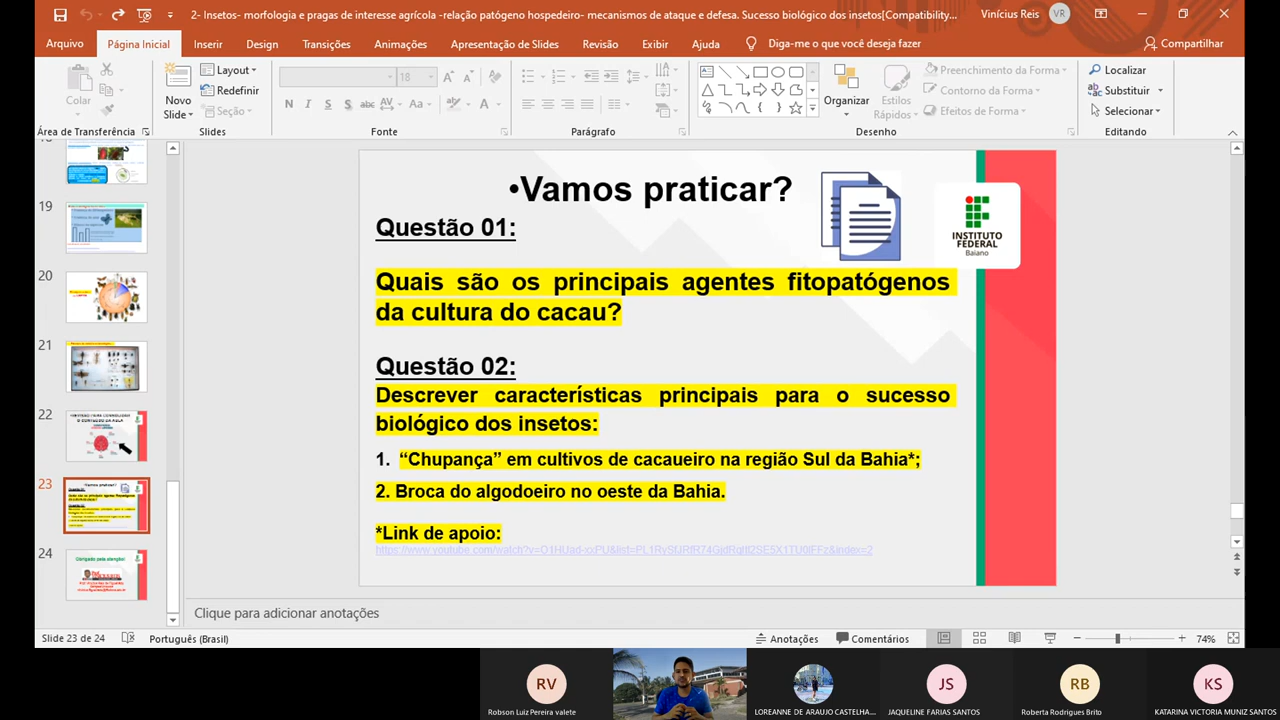 2- Insetos- morfologia e pragas de interesse agrícola -relação patógeno hospedeiro- mecanismos de ataque e defesa. Sucesso biológico dos insetos[Compatibility...
Vinícius Reis
VR
Arquivo
Página Inicial
Inserir
Design
Transições
Animações
Apresentação de Slides
Revisão
Exibir
Ajuda
Diga-me o que você deseja fazer
Compartilhar
Colar
Novo
Slide
Layout
Redefinir
Seção
18
N I S S abc AV Aa A
Organizar
Estilos
Rápidos
Preenchimento da Forma
Contorno da Forma
Efeitos de Forma
Localizar
Substituir
Selecionar
Área de Transferência
Slides
Fonte
Parágrafo
Desenho
Editando
19
20
21
22
23
24
•Vamos praticar?
INSTITUTO
FEDERAL
Baiano
Questão 01:
Quais são os principais agentes fitopatógenos
da cultura do cacau?
Questão 02:
Descrever características principais para o sucesso
biológico dos insetos:
1. “Chupança” em cultivos de cacaueiro na região Sul da Bahia*;
2. Broca do algodoeiro no oeste da Bahia.
*Link de apoio:
Clique para adicionar anotações
Slide 23 de 24
Português (Brasil)
Anotações
Comentários
74%
RV
Robson Luiz Pereira valete
LOREANNE DE ARAUJO CASTELHA...
JS
JAQUELINE FARIAS SANTOS
RB
Roberta Rodrigues Brito
KS
KATARINA VICTORIA MUNIZ SANTOS